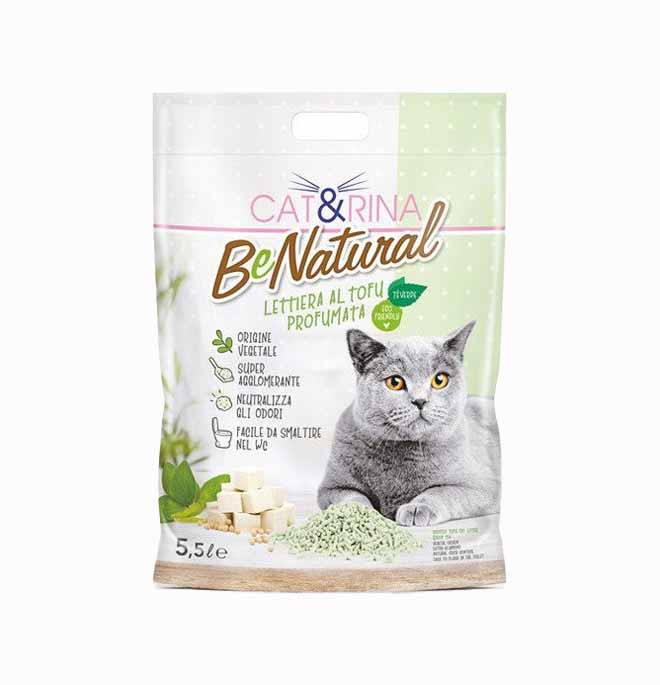 CAT&RINA
BeNatural
LETTIERA AL TOFU
PROFUMATA
TÈ VERDE
ECO
FRIENDLY
ORIGINE
VEGETALE
SUPER
AGGLOMERANTE
NEUTRALIZZA
GLI ODORI
FACILE DA SMALTIRE
NEL WC
5,5 ℓ e